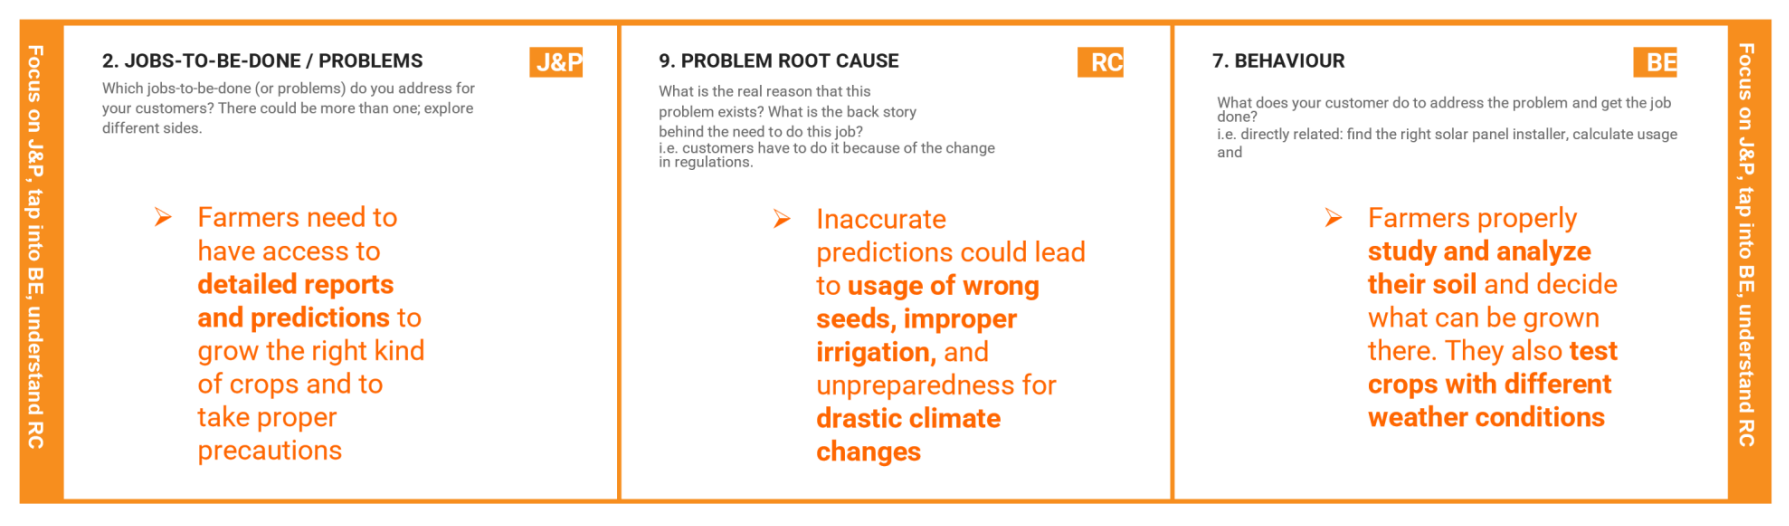 Focus on J&P, tap into BE, understand RC
2. JOBS-TO-BE-DONE / PROBLEMS
J&P
Which jobs-to-be-done (or problems) do you address for
your customers? There could be more than one; explore
different sides.
➢ Farmers need to
have access to
detailed reports
and predictions to
grow the right kind
of crops and to
take proper
precautions
9. PROBLEM ROOT CAUSE
RC
What is the real reason that this
problem exists? What is the back story
behind the need to do this job?
i.e. customers have to do it because of the change
in regulations.
➢ Inaccurate
predictions could lead
to usage of wrong
seeds, improper
irrigation, and
unpreparedness for
drastic climate
changes
7. BEHAVIOUR
BE
What does your customer do to address the problem and get the job
done?
i.e. directly related: find the right solar panel installer, calculate usage
and
➢ Farmers properly
study and analyze
their soil and decide
what can be grown
there. They also test
crops with different
weather conditions
Focus on J&P, tap into BE, understand RC